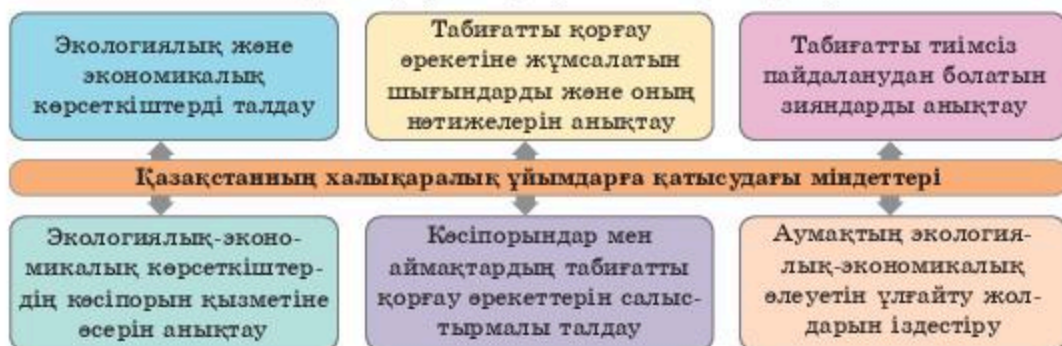 Экологиялық және
экономикалық
көрсеткіштерді талдау
Табиғатты қорғау
әрекетіне жұмсалатын
шығындарды және оның
нәтижелерін анықтау
Табиғатты тиімсіз
пайдаланудан болатын
зияндарды анықтау
Қазақстанның халықаралық ұйымдарға қатысудағы міндеттері
Экологиялық-эконо-
микалық көрсеткіштер-
дің кәсіпорын қызметіне
әсерін анықтау
Кәсіпорындар мен
аймақтардың табиғатты
қорғау әрекеттерін салыс-
тырмалы талдау
Аумақтың экология-
лық-экономикалық
әлеуетін ұлғайту жол-
дарын іздестіру